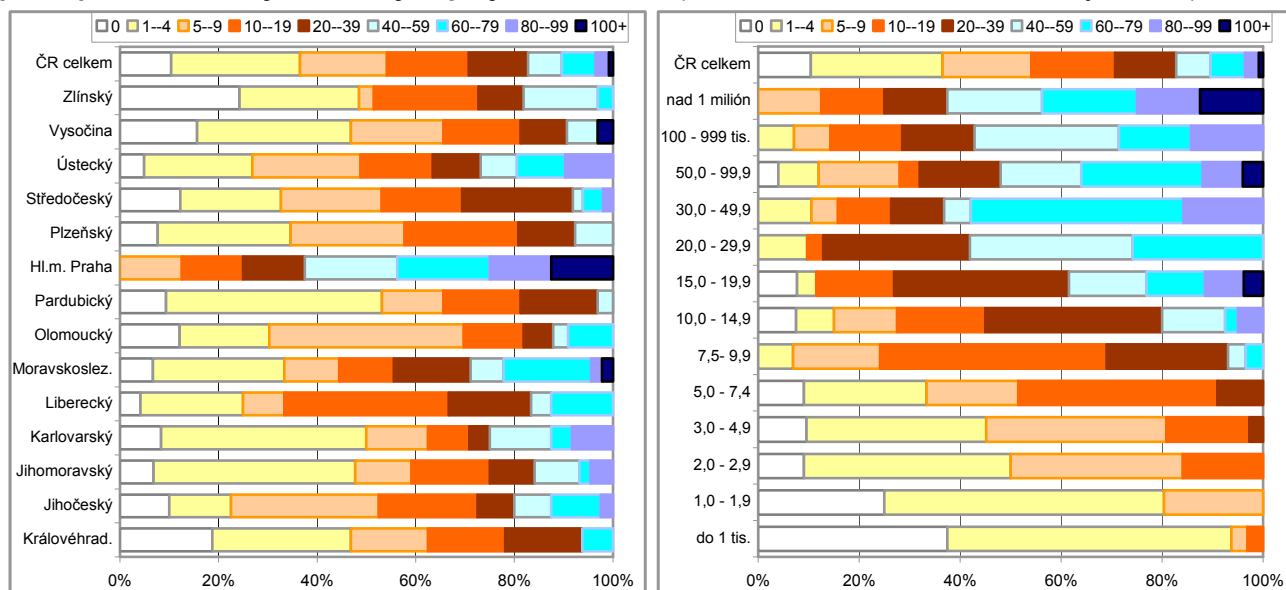 0 1--4 5--9 10--19 20--39 40--59 60--79 80--99 100+
ČR celkem
Zlínský
Vysočina
Ústecký
Středočeský
Plzeňský
Hl.m. Praha
Pardubický
Olomoucký
Moravskoslez.
Liberecký
Karlovarský
Jihomoravský
Jihočeský
Královéhrad.
0% 20% 40% 60% 80% 100%
0 1--4 5--9 10--19 20--39 40--59 60--79 80--99 100+
ČR celkem
nad 1 milión
100 - 999 tis.
50,0 - 99,9
30,0 - 49,9
20,0 - 29,9
15,0 - 19,9
10,0 - 14,9
7,5- 9,9
5,0 - 7,4
3,0 - 4,9
2,0 - 2,9
1,0 - 1,9
do 1 tis.
0% 20% 40% 60% 80% 100%